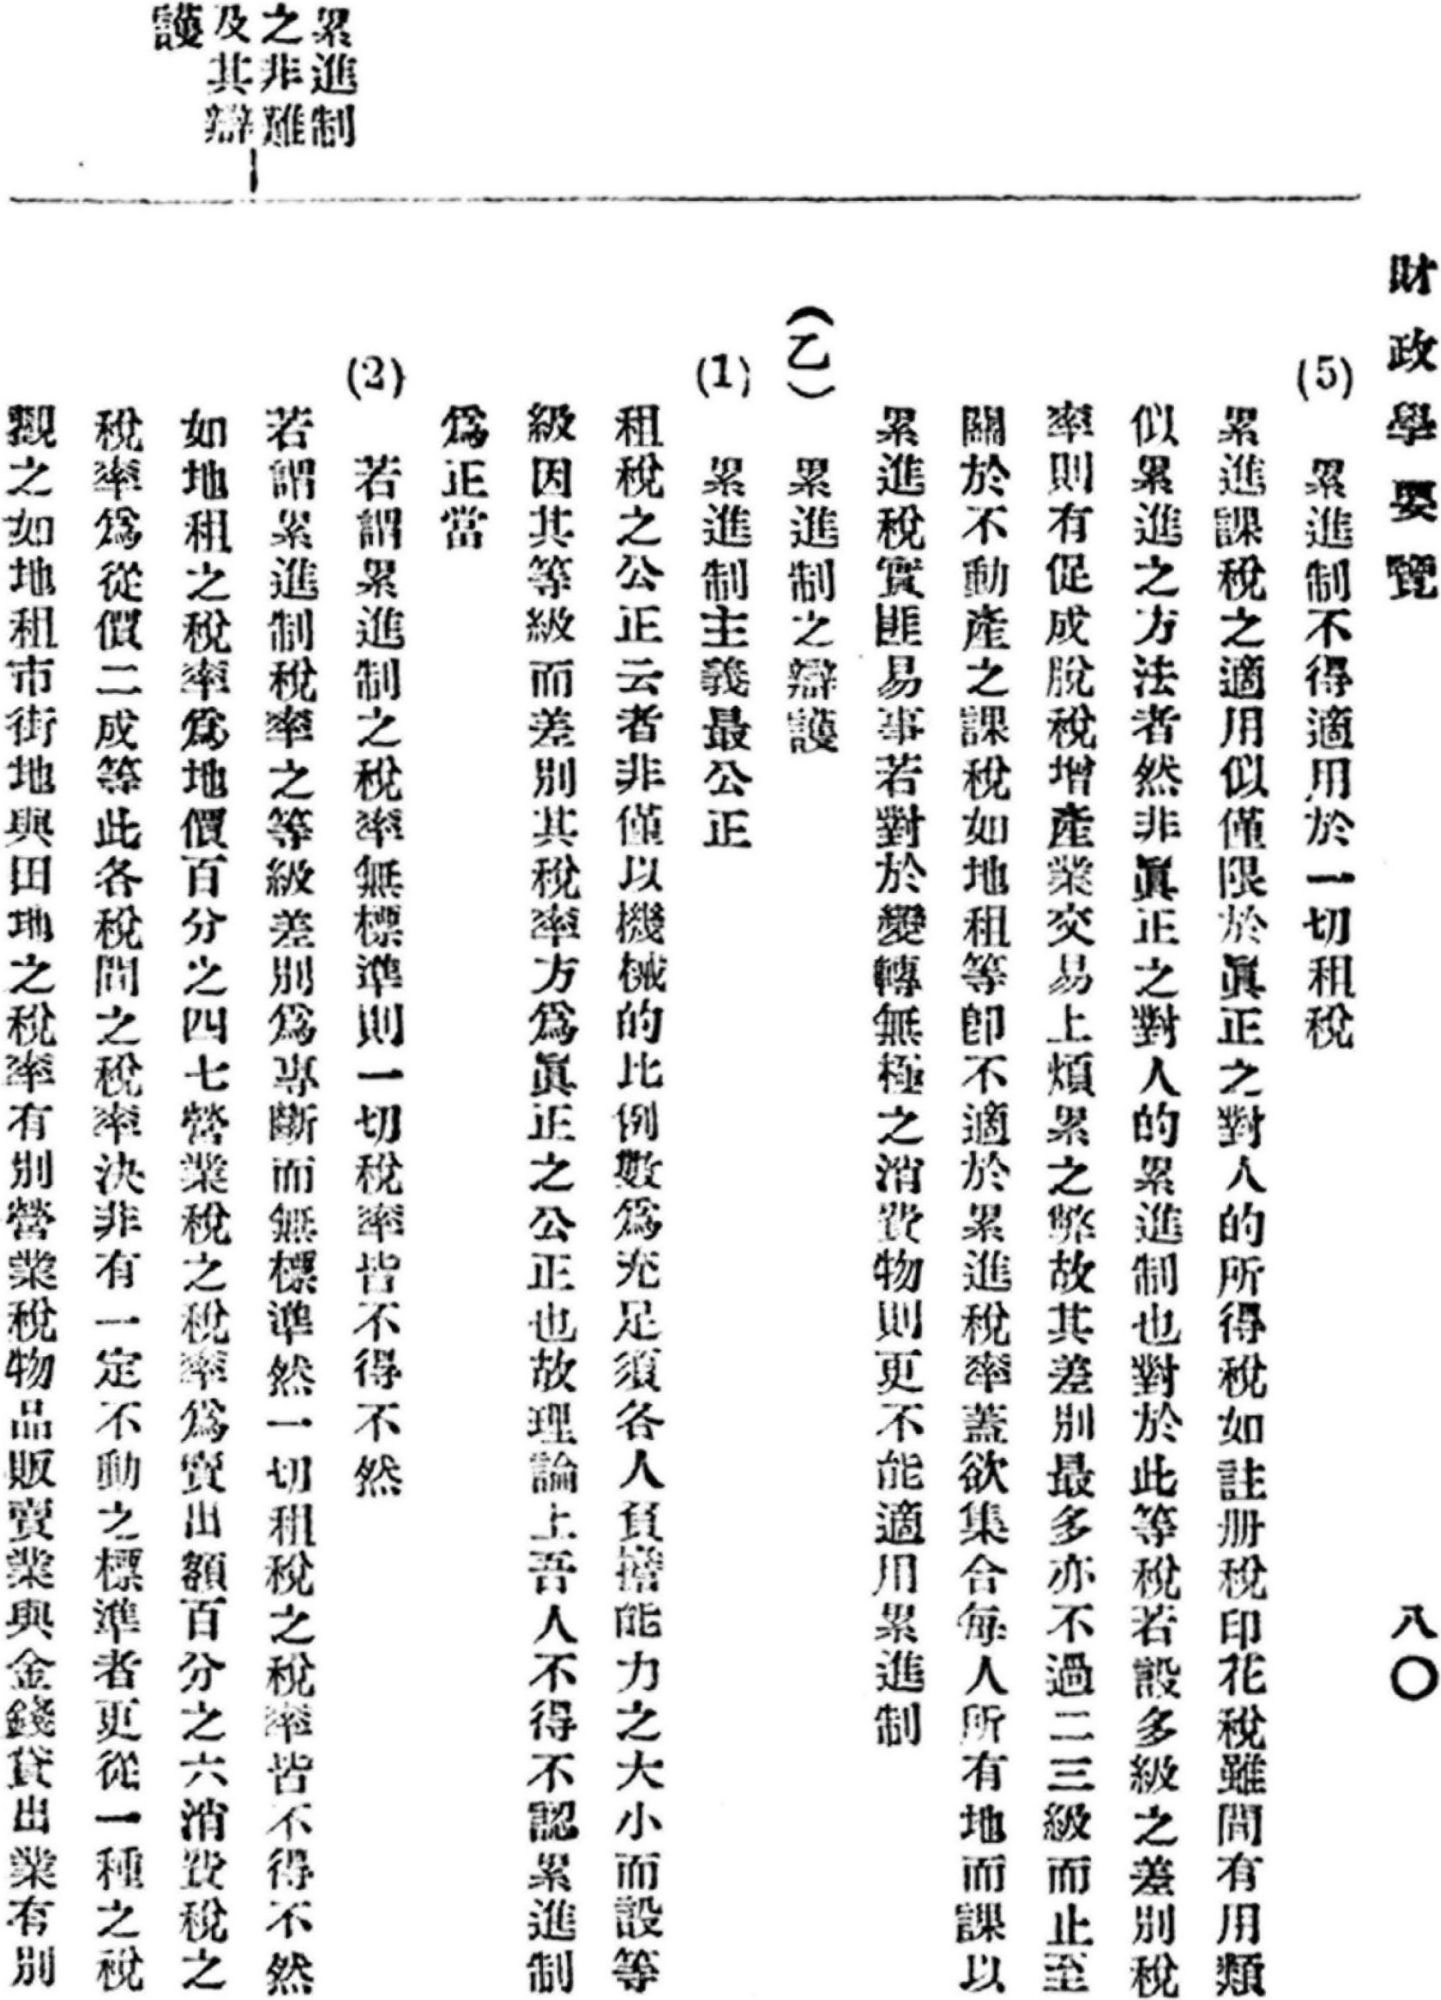 財政學要覽
八〇
累進制
之非難
及其辯
護
(5) 累進制不得適用於一切租稅
累進課稅之適用似僅限於眞正之對人的所得稅如註册稅印花稅雖間有用類
似累進之方法者然非眞正之對人的累進制也對於此等稅若設多級之差別稅
率則有促成脫稅增產業交易上煩累之弊故其差別最多亦不過二三級而止至
關於不動產之課稅如地租等卽不適於累進稅率蓋欲集合每人所有地而課以
累進稅實匪易事若對於變轉無極之消費物則更不能適用累進制
(乙) 累進制之辯護
(1) 累進制主義最公正
租稅之公正云者非僅以機械的比例數爲充足須各人負擔能力之大小而設等
級因其等級而差別其稅率方爲眞正之公正也故理論上吾人不得不認累進制
爲正當
(2) 若謂累進制之稅率無標準則一切稅率皆不得不然
若謂累進制稅率之等級差別爲專斷而無標準然一切租稅之稅率皆不得不然
如地租之稅率爲地價百分之四七營業稅之稅率爲賣出額百分之六消費稅之
稅率爲從價二成等此各稅間之稅率決非有一定不動之標準者更從一種之稅
觀之如地租市街地與田地之稅率有別營業稅物品販賣業與金錢貸出業有別